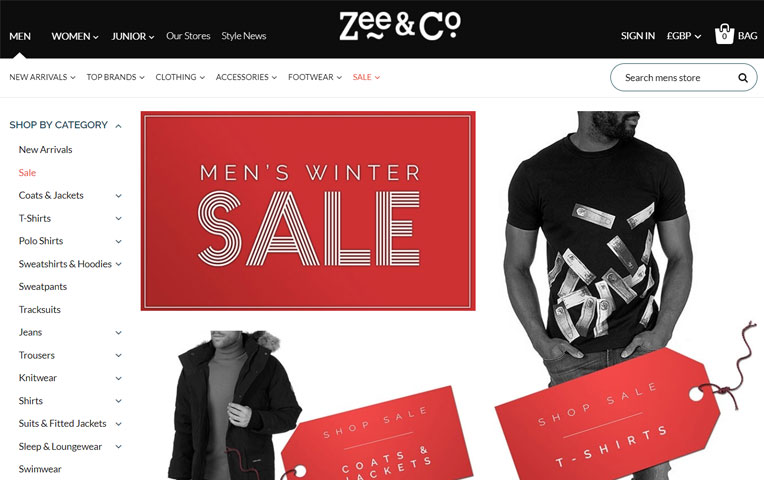 Zee & Co
MEN
WOMEN
JUNIOR
Our Stores
Style News
SIGN IN
£GBP
0
BAG
NEW ARRIVALS
TOP BRANDS
CLOTHING
ACCESSORIES
FOOTWEAR
SALE
Search mens store
SHOP BY CATEGORY
New Arrivals
Sale
Coats & Jackets
T-Shirts
Polo Shirts
Sweatshirts & Hoodies
Sweatpants
Tracksuits
Jeans
Trousers
Knitwear
Shirts
Suits & Fitted Jackets
Sleep & Loungewear
Swimwear
MEN'S WINTER
SALE
SHOP SALE
COATS &
JACKETS
SHOP SALE
T-SHIRTS